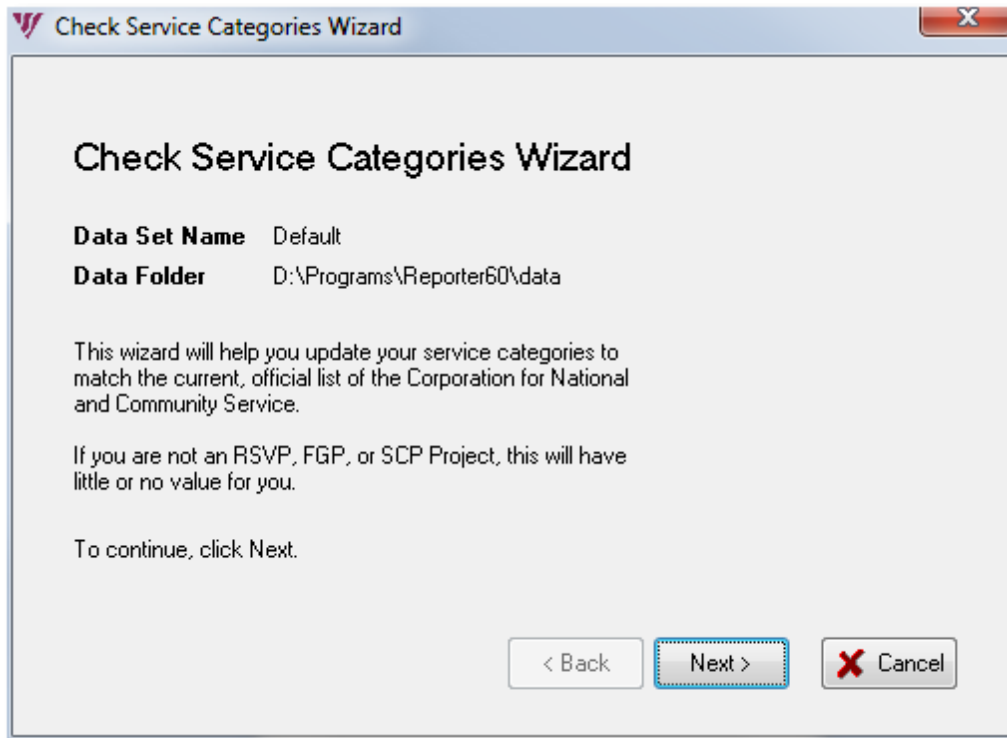 Check Service Categories Wizard
Check Service Categories Wizard
Data Set Name Default
Data Folder D:\Programs\Reporter60\data
This wizard will help you update your service categories to
match the current, official list of the Corporation for National
and Community Service.
If you are not an RSVP, FGP, or SCP Project, this will have
little or no value for you.
To continue, click Next.
< Back Next > Cancel